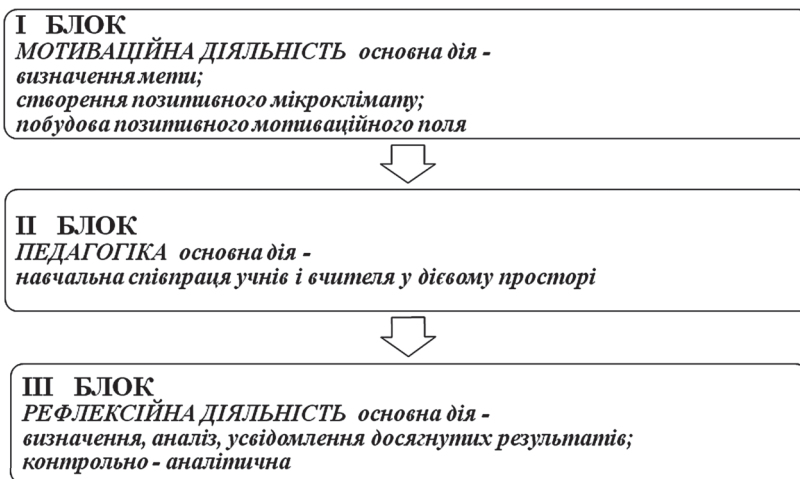 І БЛОК
МОТИВАЦІЙНА ДІЯЛЬНІСТЬ основна дія -
визначення мети;
створення позитивного мікроклімату;
побудова позитивного мотиваційного поля
ІІ БЛОК
ПЕДАГОГІКА основна дія -
навчальна співпраця учнів і вчителя у дієвому просторі
ІІІ БЛОК
РЕФЛЕКСІЙНА ДІЯЛЬНІСТЬ основна дія -
визначення, аналіз, усвідомлення досягнутих результатів;
контрольно - аналітична